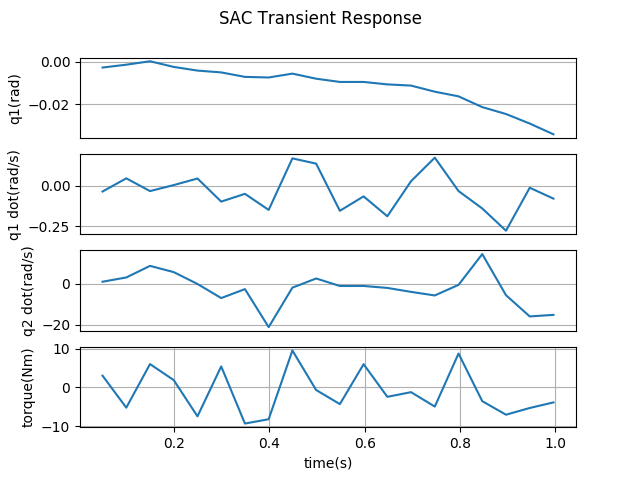 SAC Transient Response
q1(rad)
0.00
−0.02
q1 dot(rad/s)
0.00
−0.25
q2 dot(rad/s)
0
−20
torque(Nm)
10
0
−10
0.2 0.4 0.6 0.8 1.0
time(s)